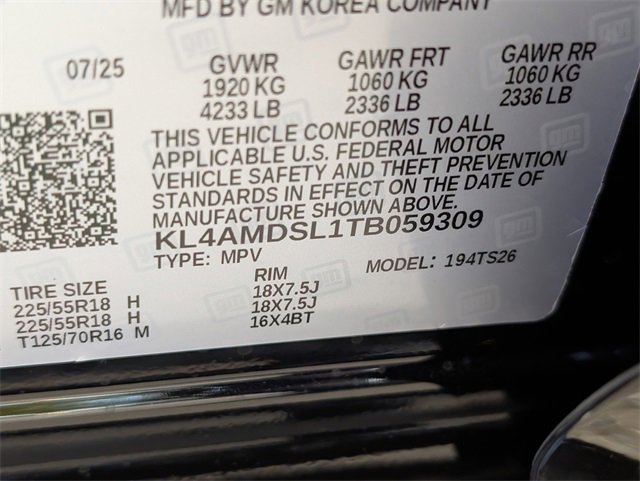 MFD BY GM KOREA COMPANY
07/25 GVWR GAWR FRT GAWR RR
1920 KG 1060 KG 1060 KG
4233 LB 2336 LB 2336 LB
THIS VEHICLE CONFORMS TO ALL
APPLICABLE U.S. FEDERAL MOTOR
VEHICLE SAFETY AND THEFT PREVENTION
STANDARDS IN EFFECT ON THE DATE OF
MANUFACTURE SHOWN ABOVE.
KL4AMDSL1TB059309
TYPE: MPV MODEL: 194TS26
TIRE SIZE RIM
225/55R18 H 18X7.5J
225/55R18 H 18X7.5J
T125/70R16 M 16X4BT